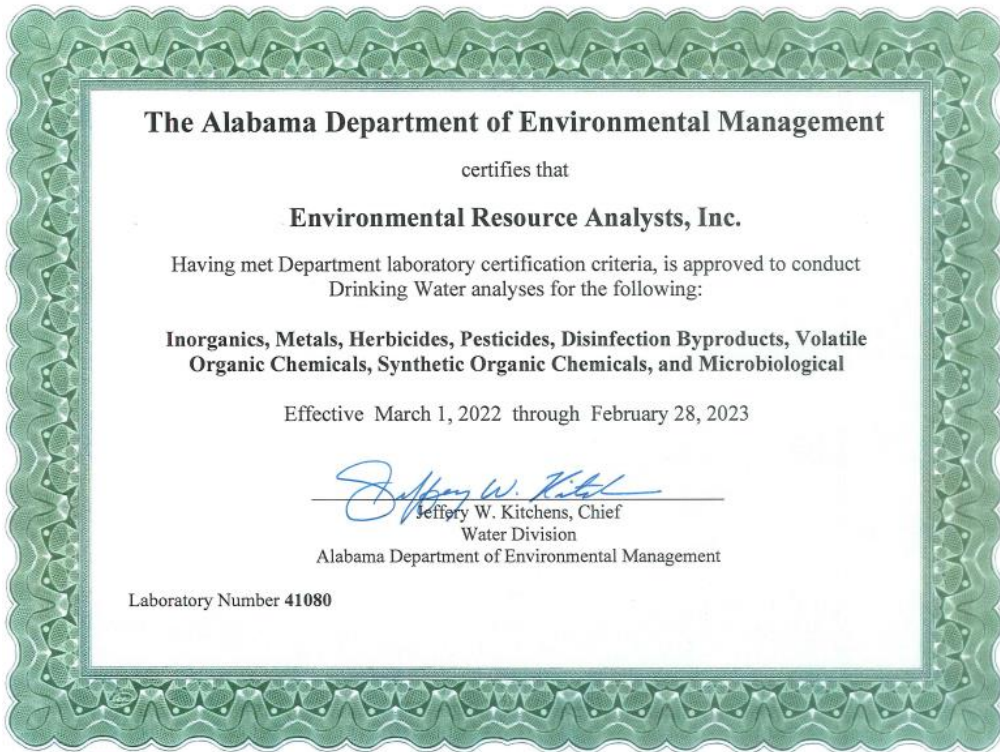 The Alabama Department of Environmental Management
certifies that
Environmental Resource Analysts, Inc.
Having met Department laboratory certification criteria, is approved to conduct
Drinking Water analyses for the following:
Inorganics, Metals, Herbicides, Pesticides, Disinfection Byproducts, Volatile
Organic Chemicals, Synthetic Organic Chemicals, and Microbiological
Effective March 1, 2022 through February 28, 2023
Jeffery W. Kitchens, Chief
Water Division
Alabama Department of Environmental Management
Laboratory Number 41080